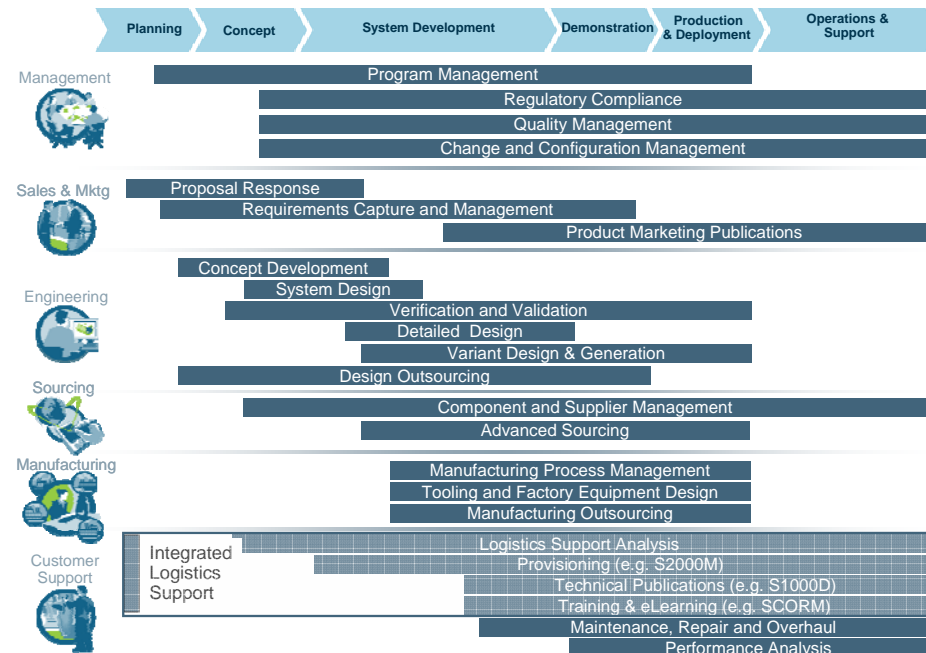 Planning
Concept
System Development
Demonstration
Production
& Deployment
Operations &
Support
Management
Program Management
Regulatory Compliance
Quality Management
Change and Configuration Management
Sales & Mktg
Proposal Response
Requirements Capture and Management
Product Marketing Publications
Engineering
Concept Development
System Design
Verification and Validation
Detailed Design
Variant Design & Generation
Design Outsourcing
Sourcing
Component and Supplier Management
Advanced Sourcing
Manufacturing
Manufacturing Process Management
Tooling and Factory Equipment Design
Manufacturing Outsourcing
Customer
Support
Integrated
Logistics
Support
Logistics Support Analysis
Provisioning (e.g. S2000M)
Technical Publications (e.g. S1000D)
Training & eLearning (e.g. SCORM)
Maintenance, Repair and Overhaul
Performance Analysis